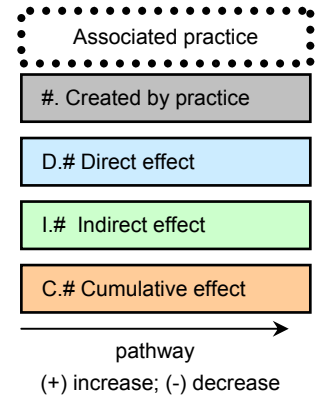 Associated practice
#. Created by practice
D.# Direct effect
I.# Indirect effect
C.# Cumulative effect
pathway
(+) increase; (-) decrease